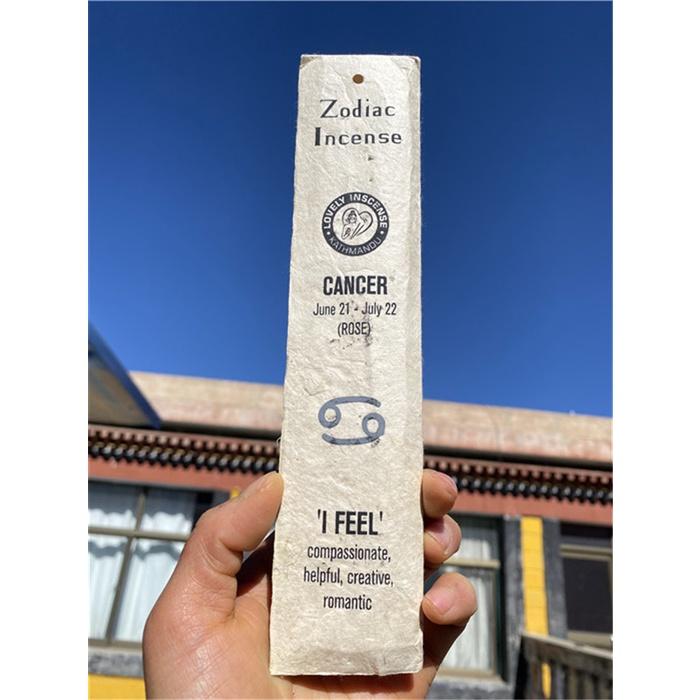 Zodiac
Incense
LOVELY INSCENSE
• KATHMANDU •
CANCER
June 21 - July 22
(ROSE)
'I FEEL'
compassionate,
helpful, creative,
romantic